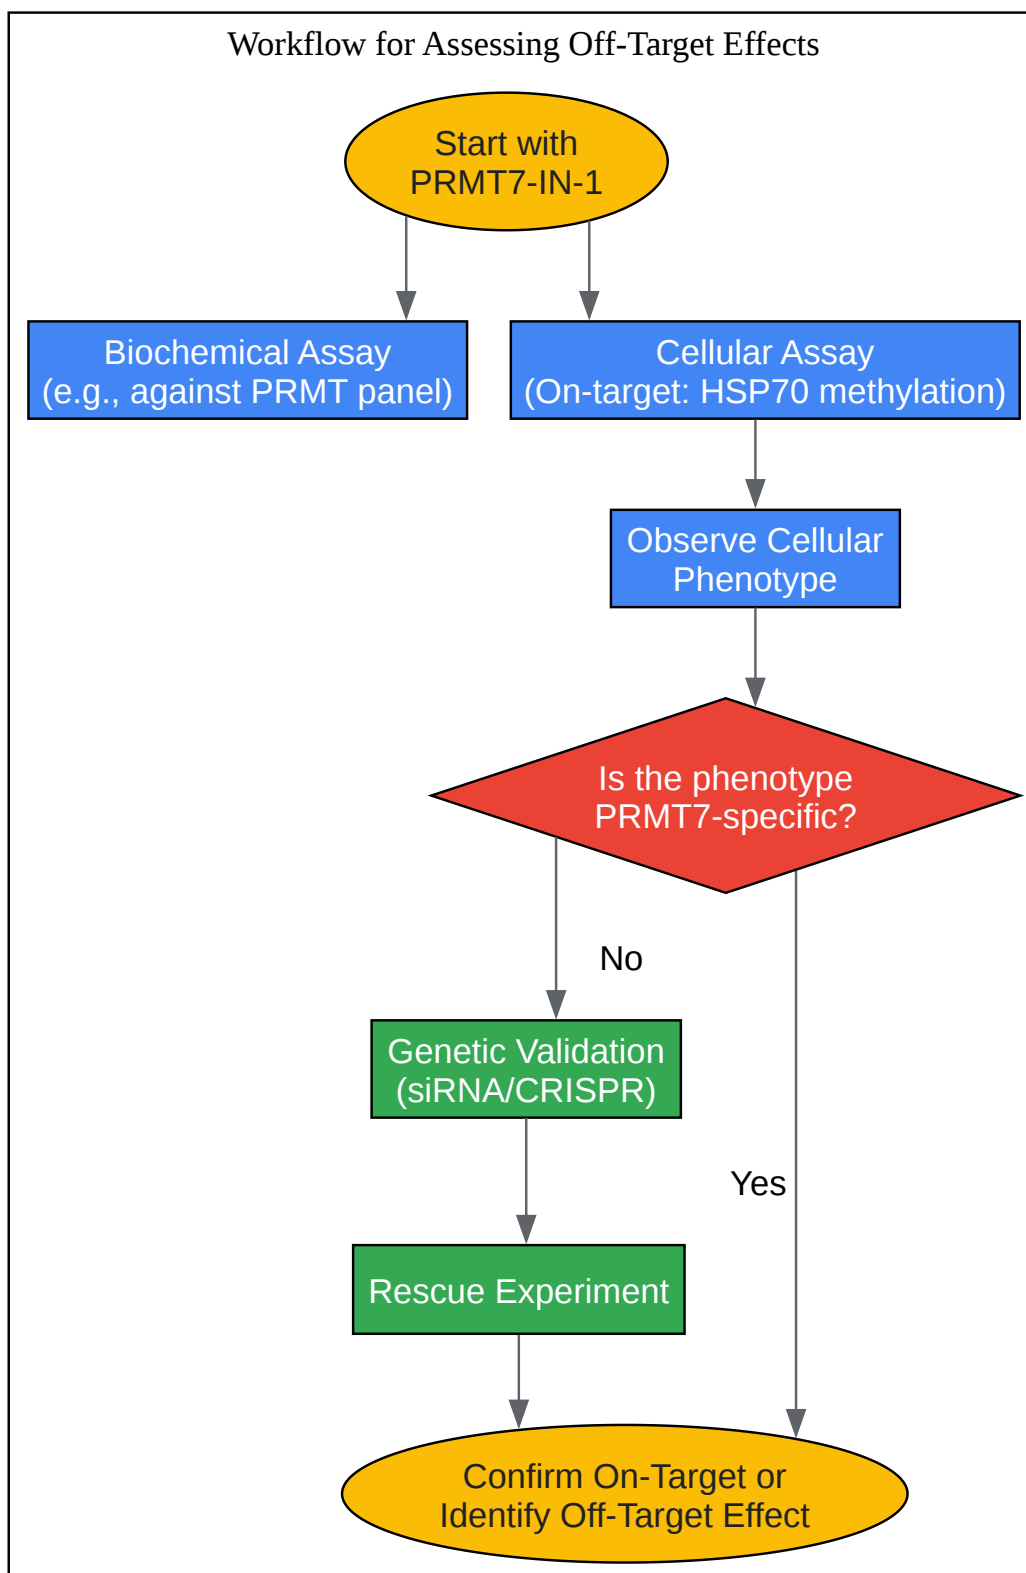 Workflow for Assessing Off-Target Effects
Start with
PRMT7-IN-1
Biochemical Assay
(e.g., against PRMT panel)
Cellular Assay
(On-target: HSP70 methylation)
Observe Cellular
Phenotype
Is the phenotype
PRMT7-specific?
No
Genetic Validation
(siRNA/CRISPR)
Yes
Rescue Experiment
Confirm On-Target or
Identify Off-Target Effect